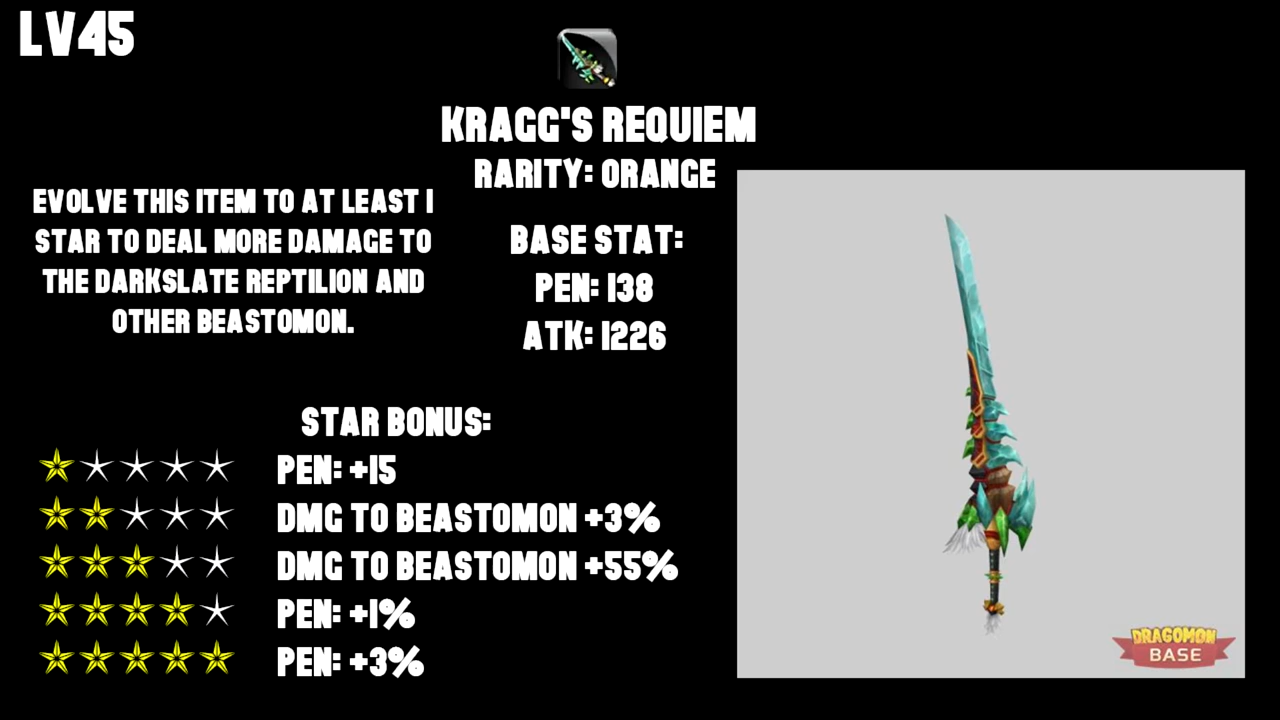 LV45
KRAGG'S REQUIEM
RARITY: ORANGE
EVOLVE THIS ITEM TO AT LEAST 1
STAR TO DEAL MORE DAMAGE TO
THE DARKSLATE REPTILION AND
OTHER BEASTOMON.
BASE STAT:
PEN: 138
ATK: 1226
STAR BONUS:
PEN: +15
DMG TO BEASTOMON +3%
DMG TO BEASTOMON +55%
PEN: +1%
PEN: +3%
DRAGOMON
BASE